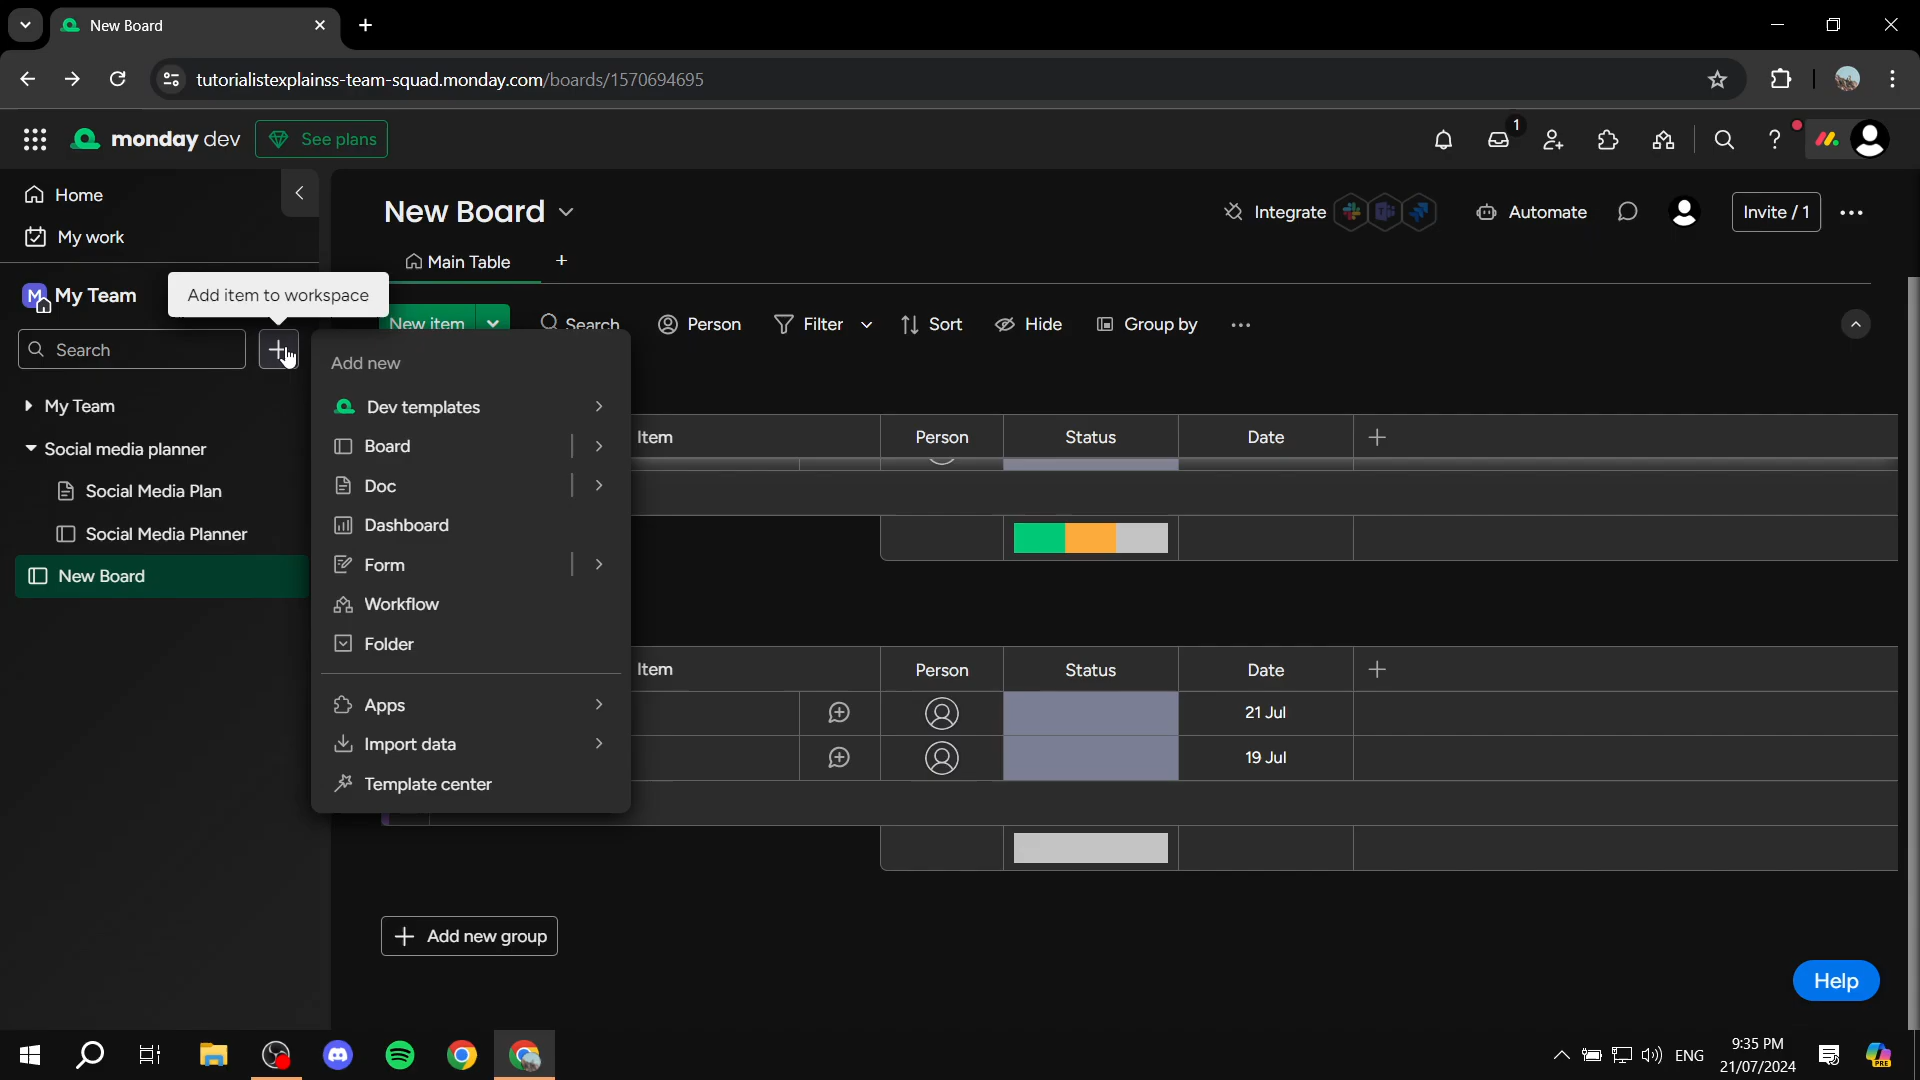 New Board
tutorialistexplainss-team-squad.monday.com/boards/1570694695
monday dev
See plans
1
Home
My work
M
My Team
Add item to workspace
Search
My Team
Social media planner
Social Media Plan
Social Media Planner
New Board
New Board
Integrate
Automate
Invite / 1
Main Table
New item
Search
Person
Filter
Sort
Hide
Group by
Add new
Dev templates
Board
Doc
Dashboard
Form
Workflow
Folder
Apps
Import data
Template center
Item
Person
Status
Date
Item
Person
Status
Date
21 Jul
19 Jul
Add new group
Help
ENG
9:35 PM
21/07/2024
PRE